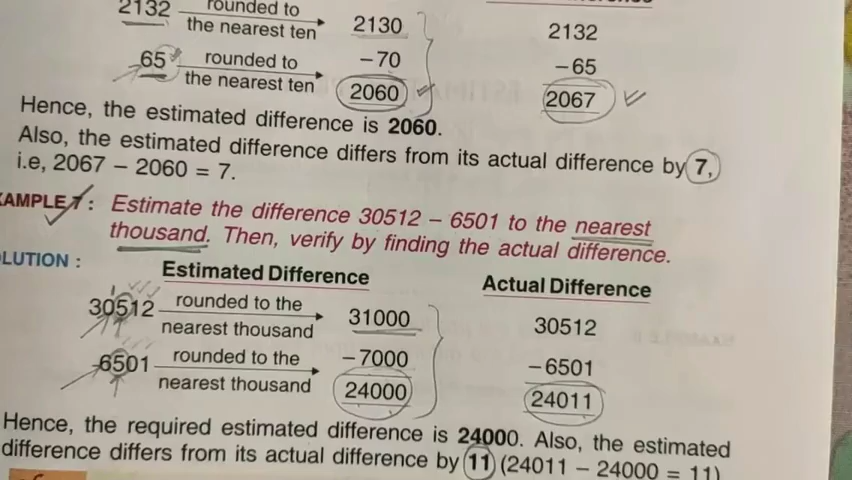 2132 rounded to the nearest ten 2130 2132
65 rounded to the nearest ten −70 −65
2060 2067
Hence, the estimated difference is 2060.
Also, the estimated difference differs from its actual difference by 7,
i.e, 2067 − 2060 = 7.
XAMPLE 7 : Estimate the difference 30512 − 6501 to the nearest
thousand. Then, verify by finding the actual difference.
LUTION :
Estimated Difference Actual Difference
30512 rounded to the nearest thousand 31000 30512
6501 rounded to the nearest thousand −7000 −6501
24000 24011
Hence, the required estimated difference is 24000. Also, the estimated
difference differs from its actual difference by 11 (24011 − 24000 = 11)